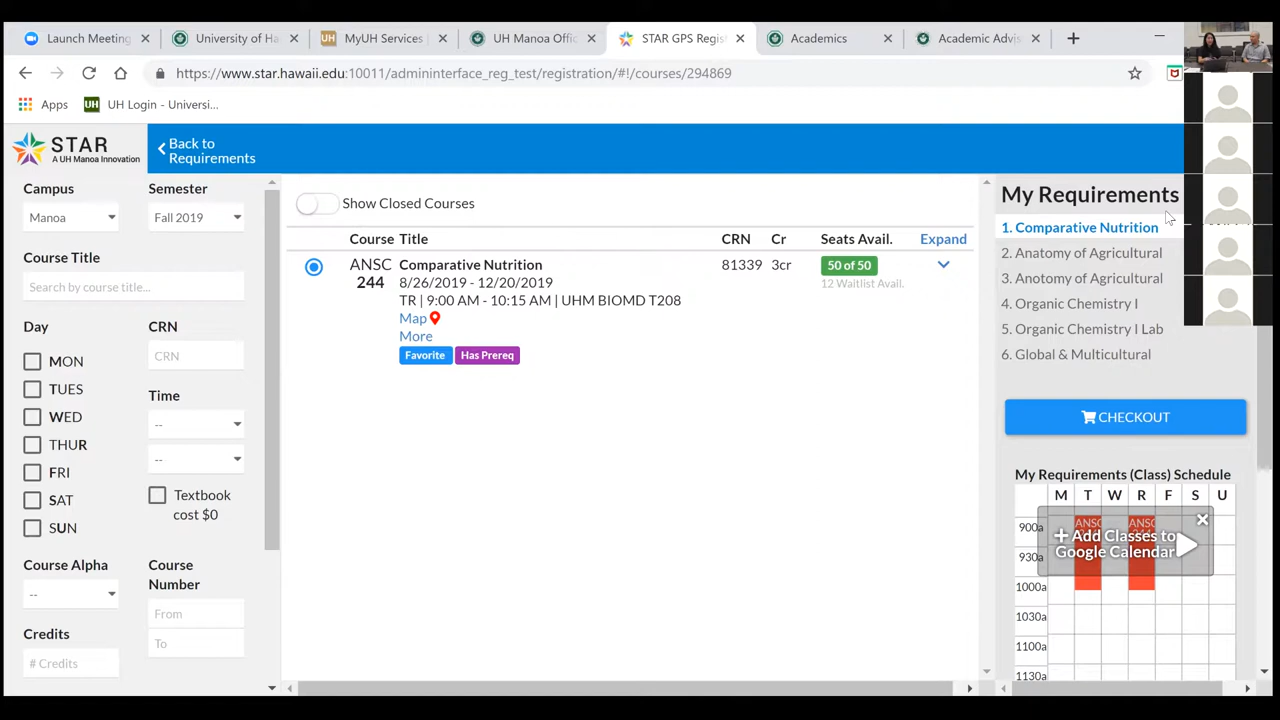 Launch Meeting
University of Ha
MyUH Services
UH Manoa Offic
STAR GPS Regis
Academics
Academic Advis
https://www.star.hawaii.edu:10011/admininterface_reg_test/registration/#!/courses/294869
Apps
UH Login - Universi...
STAR
A UH Manoa Innovation
Back to
Requirements
Campus
Semester
Manoa
Fall 2019
Course Title
Search by course title...
Day
CRN
MON
CRN
TUES
Time
WED
--
THUR
--
FRI
SAT
Textbook
cost $0
SUN
Course Alpha
Course
Number
--
From
Credits
To
# Credits
Show Closed Courses
Course Title CRN Cr Seats Avail. Expand
ANSC
244
Comparative Nutrition 81339 3cr 50 of 50
8/26/2019 - 12/20/2019 12 Waitlist Avail.
TR | 9:00 AM - 10:15 AM | UHM BIOMD T208
Map
More
Favorite Has Prereq
My Requirements
1. Comparative Nutrition
2. Anatomy of Agricultural
3. Anotomy of Agricultural
4. Organic Chemistry I
5. Organic Chemistry I Lab
6. Global & Multicultural
CHECKOUT
My Requirements (Class) Schedule
M T W R F S U
900a ANSC ANSC
+ Add Classes to
Google Calendar
930a
1000a
1030a
1100a
1130a